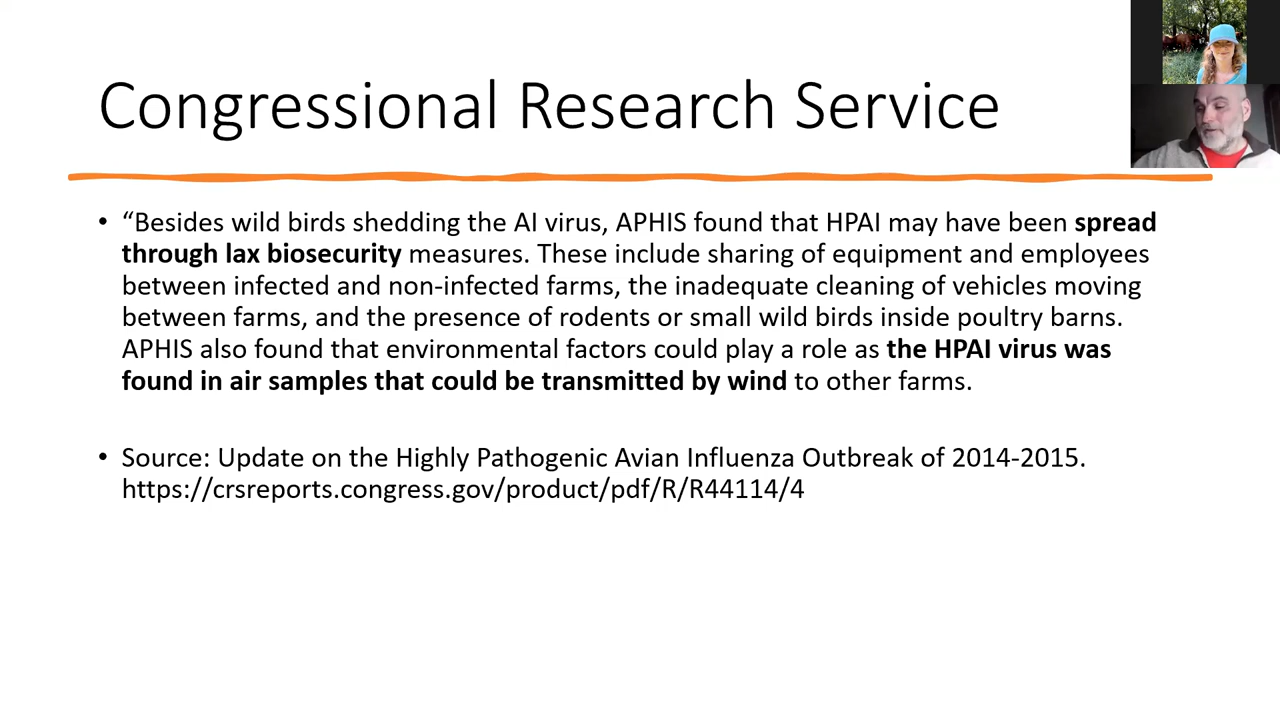 Congressional Research Service
• “Besides wild birds shedding the AI virus, APHIS found that HPAI may have been spread
through lax biosecurity measures. These include sharing of equipment and employees
between infected and non-infected farms, the inadequate cleaning of vehicles moving
between farms, and the presence of rodents or small wild birds inside poultry barns.
APHIS also found that environmental factors could play a role as the HPAI virus was
found in air samples that could be transmitted by wind to other farms.
• Source: Update on the Highly Pathogenic Avian Influenza Outbreak of 2014-2015.
https://crsreports.congress.gov/product/pdf/R/R44114/4